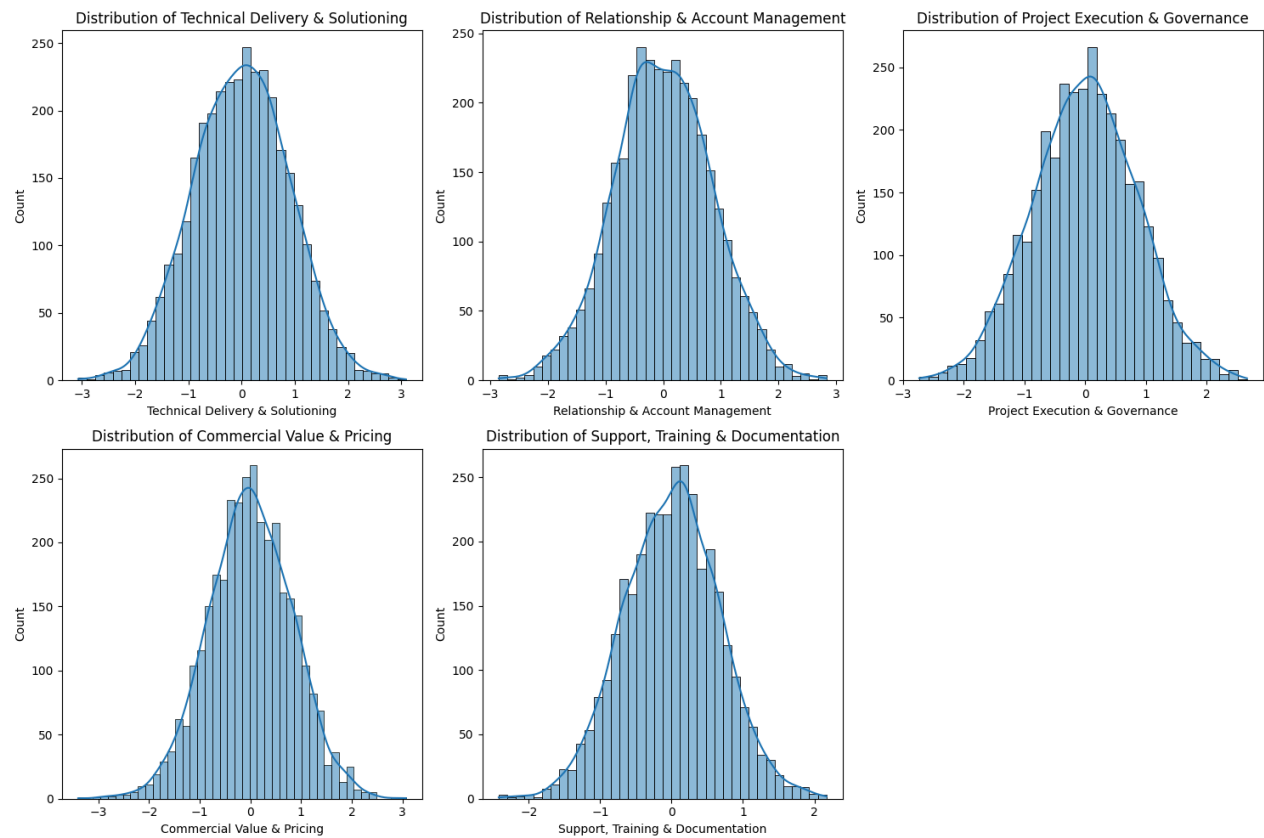 Distribution of Technical Delivery & Solutioning
Distribution of Relationship & Account Management
Distribution of Project Execution & Governance
Count
250
200
150
100
50
0
−3 −2 −1 0 1 2 3
Technical Delivery & Solutioning
Count
250
200
150
100
50
0
−3 −2 −1 0 1 2 3
Relationship & Account Management
Count
250
200
150
100
50
0
−3 −2 −1 0 1 2
Project Execution & Governance
Distribution of Commercial Value & Pricing
Distribution of Support, Training & Documentation
Count
250
200
150
100
50
0
−3 −2 −1 0 1 2 3
Commercial Value & Pricing
Count
250
200
150
100
50
0
−2 −1 0 1 2
Support, Training & Documentation